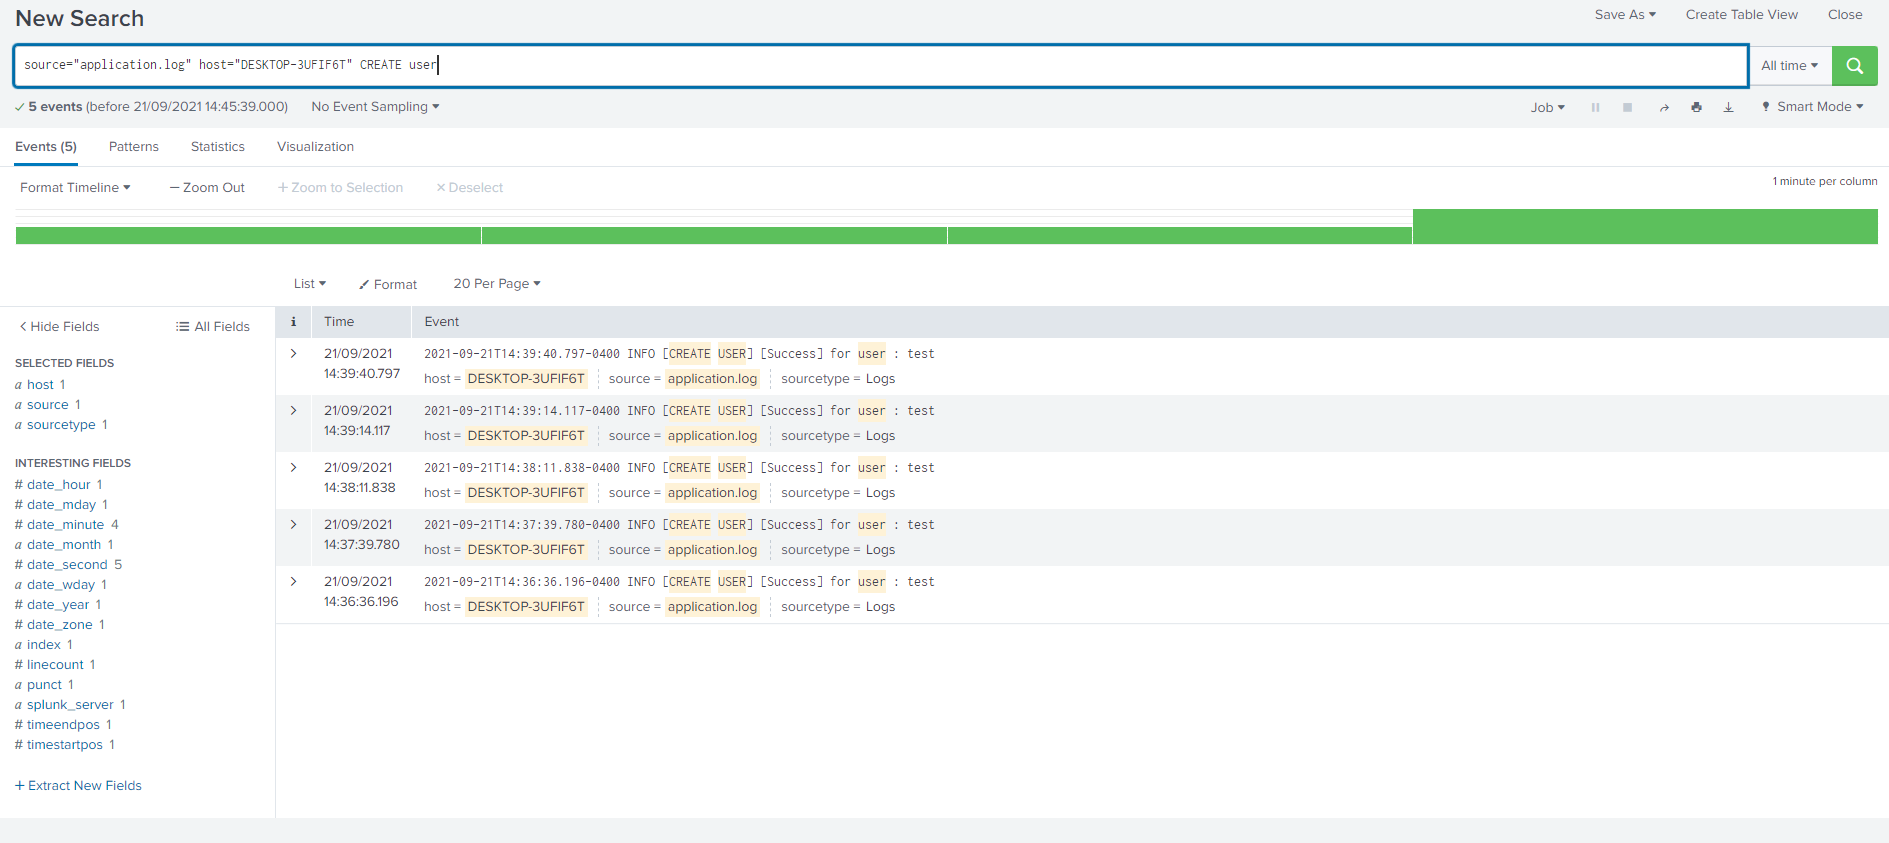 New Search
Save As Create Table View Close
source="application.log" host="DESKTOP-3UFIF6T" CREATE user
All time
5 events (before 21/09/2021 14:45:39.000) No Event Sampling
Job Smart Mode
Events (5) Patterns Statistics Visualization
Format Timeline — Zoom Out + Zoom to Selection × Deselect
1 minute per column
List Format 20 Per Page
< Hide Fields All Fields
SELECTED FIELDS
a host 1
a source 1
a sourcetype 1
INTERESTING FIELDS
# date_hour 1
# date_mday 1
# date_minute 4
a date_month 1
# date_second 5
a date_wday 1
# date_year 1
# date_zone 1
a index 1
# linecount 1
a punct 1
a splunk_server 1
# timeendpos 1
# timestartpos 1
+ Extract New Fields
i Time Event
21/09/2021 2021-09-21T14:39:40.797-0400 INFO [CREATE USER] [Success] for user : test
14:39:40.797 host = DESKTOP-3UFIF6T source = application.log sourcetype = Logs
21/09/2021 2021-09-21T14:39:14.117-0400 INFO [CREATE USER] [Success] for user : test
14:39:14.117 host = DESKTOP-3UFIF6T source = application.log sourcetype = Logs
21/09/2021 2021-09-21T14:38:11.838-0400 INFO [CREATE USER] [Success] for user : test
14:38:11.838 host = DESKTOP-3UFIF6T source = application.log sourcetype = Logs
21/09/2021 2021-09-21T14:37:39.780-0400 INFO [CREATE USER] [Success] for user : test
14:37:39.780 host = DESKTOP-3UFIF6T source = application.log sourcetype = Logs
21/09/2021 2021-09-21T14:36:36.196-0400 INFO [CREATE USER] [Success] for user : test
14:36:36.196 host = DESKTOP-3UFIF6T source = application.log sourcetype = Logs